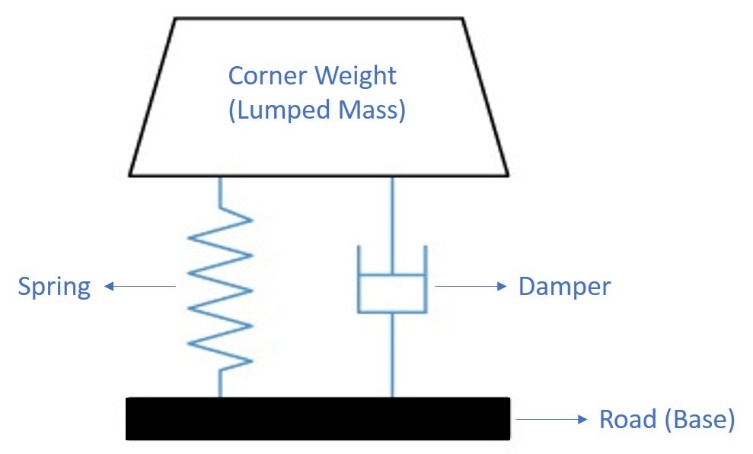 Corner Weight
(Lumped Mass)
Spring
Damper
Road (Base)